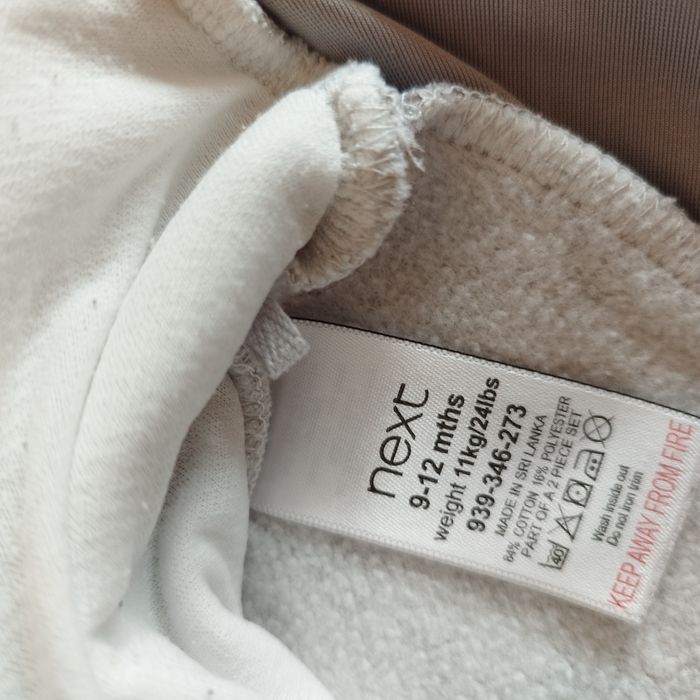 next
9-12 mths
weight 11kg/24lbs
939-346-273
MADE IN SRI LANKA
84% COTTON 16% POLYESTER
PART OF A 2 PIECE SET
40
Wash inside out
Do not iron trim
KEEP AWAY FROM FIRE